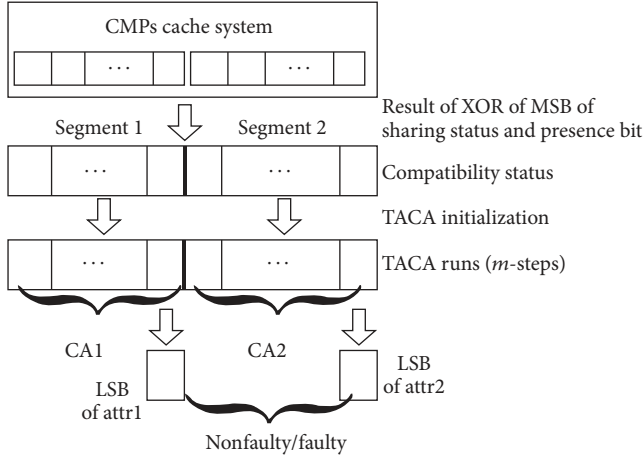 CMPs cache system
... ...
Result of XOR of MSB of
sharing status and presence bit
Segment 1 Segment 2
... ...
Compatibility status
TACA initialization
... ...
TACA runs (m-steps)
CA1 CA2
LSB
of attr1
LSB
of attr2
Nonfaulty/faulty